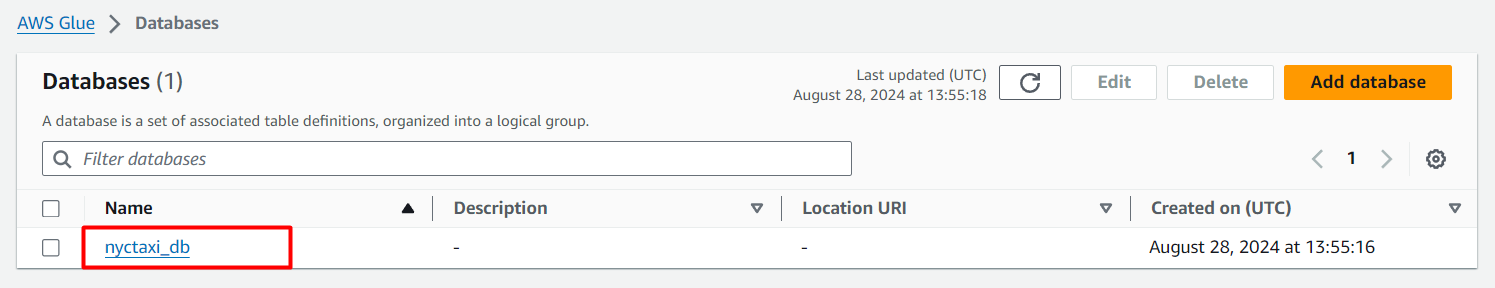 AWS Glue > Databases
Databases (1)
Last updated (UTC)
August 28, 2024 at 13:55:18
Edit
Delete
Add database
A database is a set of associated table definitions, organized into a logical group.
Filter databases
1
Name Description Location URI Created on (UTC)
nyctaxi_db - - August 28, 2024 at 13:55:16